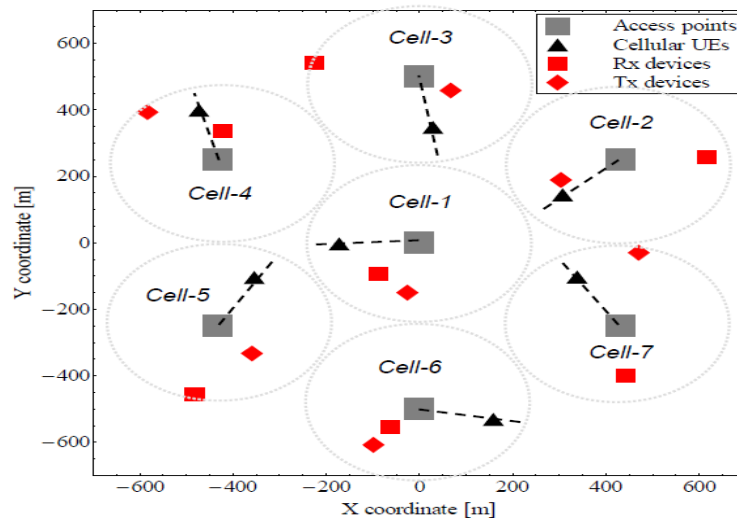 Access points
Cellular UEs
Rx devices
Tx devices
Cell-3
Cell-2
Cell-4
Cell-1
Cell-5
Cell-6
Cell-7
Y coordinate [m]
600
400
200
0
−200
−400
−600
−600 −400 −200 0 200 400 600
X coordinate [m]